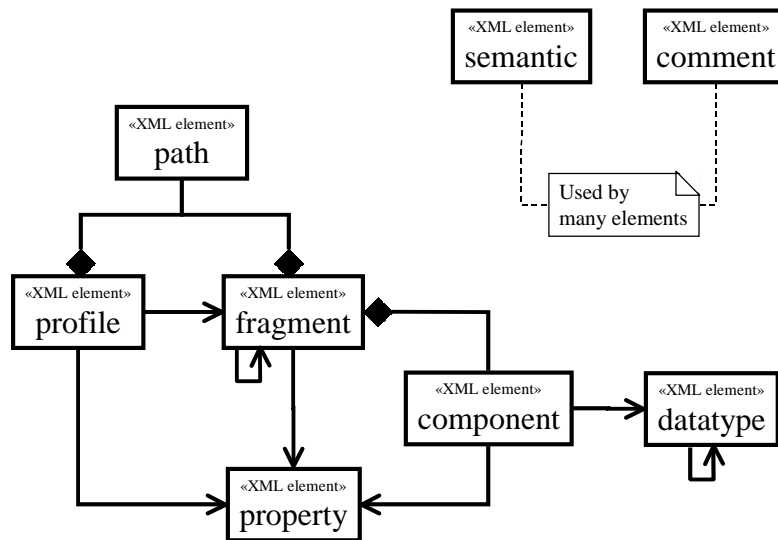 «XML element»
semantic
«XML element»
comment
«XML element»
path
Used by
many elements
«XML element»
profile
«XML element»
fragment
«XML element»
component
«XML element»
datatype
«XML element»
property